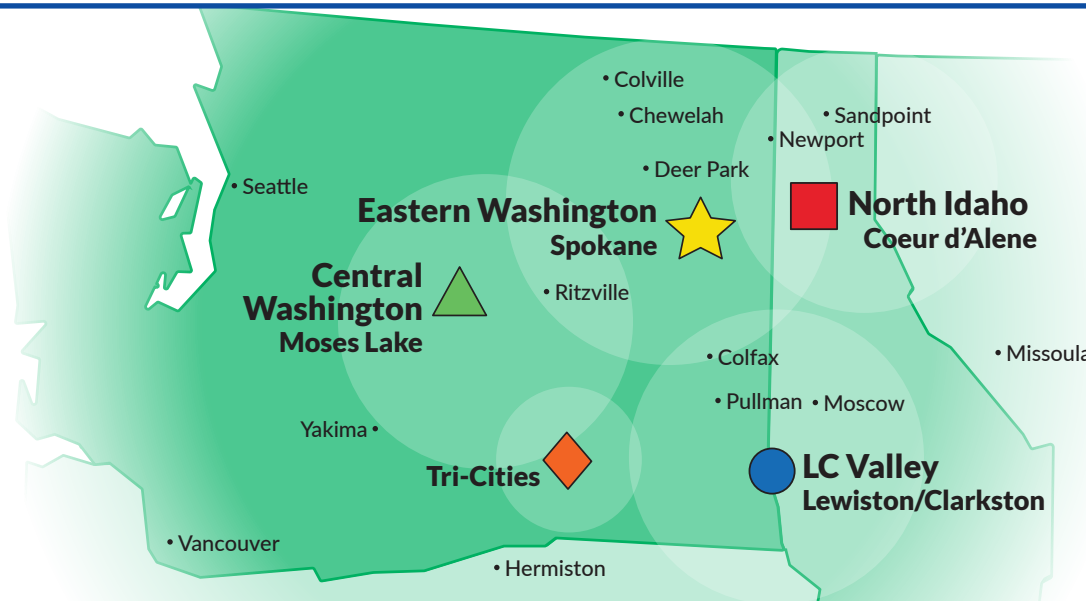 Colville
Chewelah
Sandpoint
Newport
Deer Park
Seattle
Eastern Washington
Spokane
North Idaho
Coeur d'Alene
Central
Washington
Moses Lake
Ritzville
Colfax
Missoula
Pullman
Moscow
Yakima
Tri-Cities
LC Valley
Lewiston/Clarkston
Vancouver
Hermiston